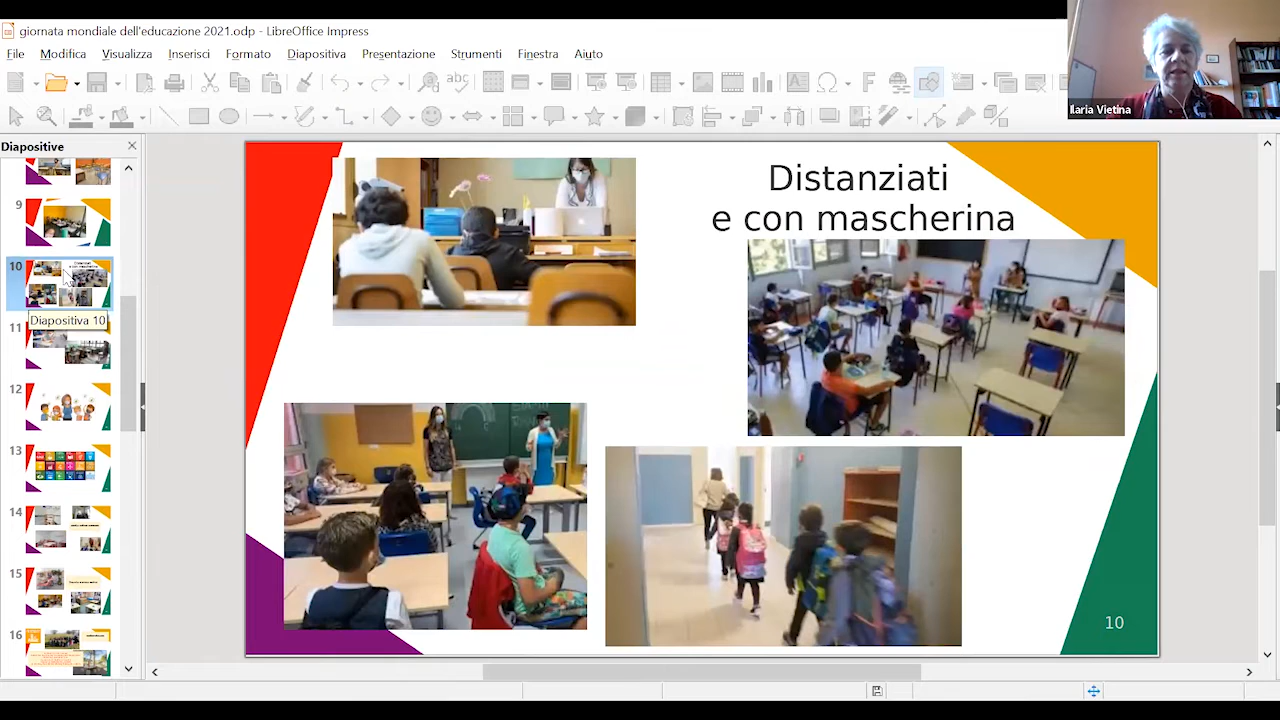 giornata mondiale dell'educazione 2021.odp - LibreOffice Impress
File Modifica Visualizza Inserisci Formato Diapositiva Presentazione Strumenti Finestra Aiuto
Ilaria Vietina
Diapositive
9
10
Diapositiva 10
11
12
13
14
15
16
Distanziati
e con mascherina
10